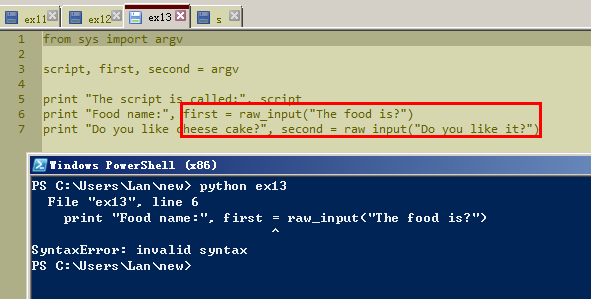 ex11 ex12 ex13 s
1 from sys import argv
2
3 script, first, second = argv
4
5 print "The script is called:", script
6 print "Food name:", first = raw_input("The food is?")
7 print "Do you like cheese cake?", second = raw_input("Do you like it?")
Windows PowerShell (x86)
PS C:\Users\Lan\new> python ex13
File "ex13", line 6
print "Food name:", first = raw_input("The food is?")
^
SyntaxError: invalid syntax
PS C:\Users\Lan\new>